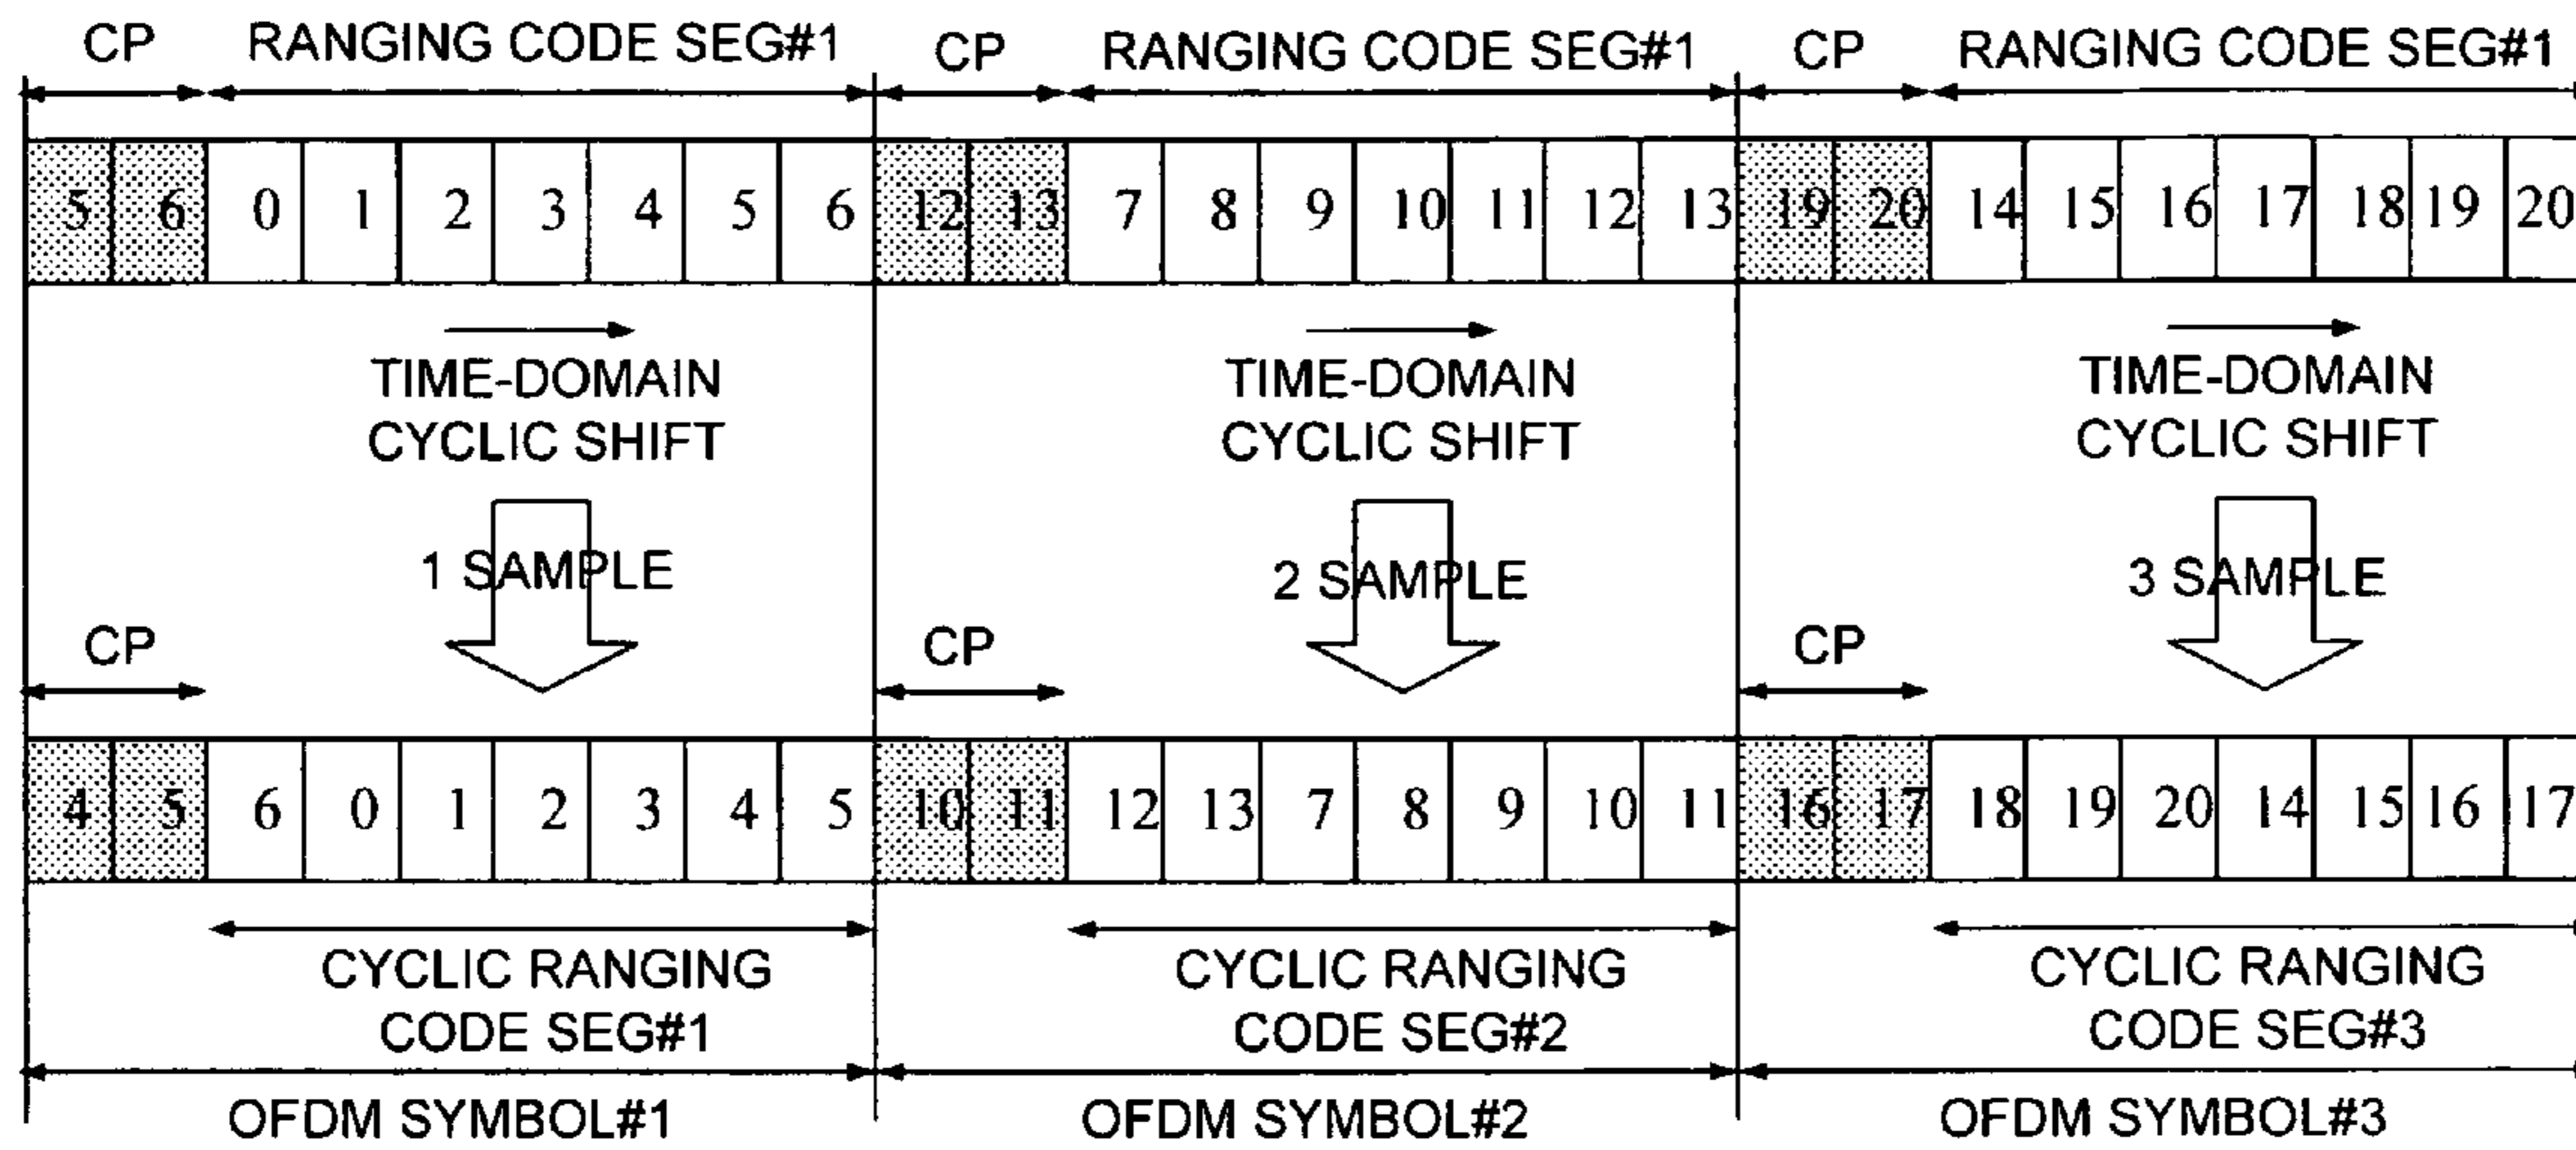 CP RANGING CODE SEG#1 CP RANGING CODE SEG#1 CP RANGING CODE SEG#1
5 6 0 1 2 3 4 5 6 12 13 7 8 9 10 11 12 13 19 20 14 15 16 17 18 19 20
TIME-DOMAIN TIME-DOMAIN TIME-DOMAIN
CYCLIC SHIFT CYCLIC SHIFT CYCLIC SHIFT
1 SAMPLE 2 SAMPLE 3 SAMPLE
CP CP CP
4 5 6 0 1 2 3 4 5 10 11 12 13 7 8 9 10 11 16 17 18 19 20 14 15 16 17
CYCLIC RANGING CYCLIC RANGING CYCLIC RANGING
CODE SEG#1 CODE SEG#2 CODE SEG#3
OFDM SYMBOL#1 OFDM SYMBOL#2 OFDM SYMBOL#3